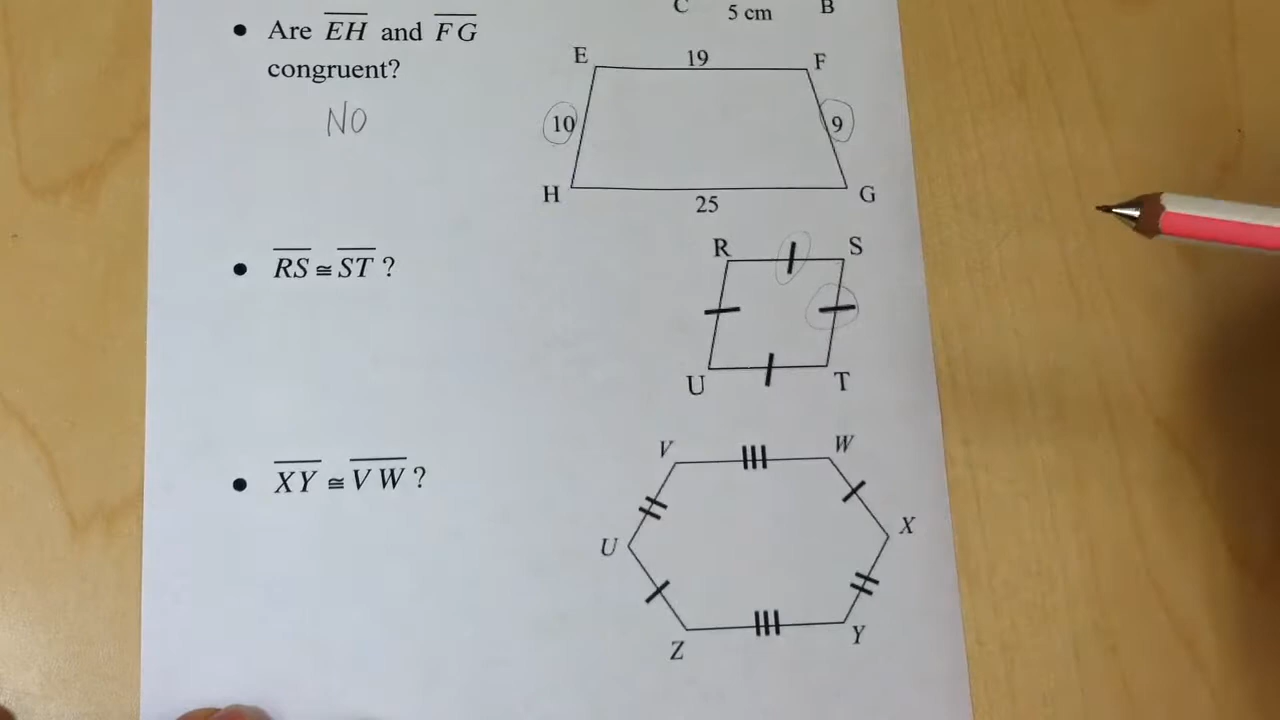 C 5 cm B
• Are EH and FG
congruent?
NO
E 19 F
10 9
H G
25
• RS ≅ ST ?
R S
U T
• XY ≅ VW ?
V W
U X
Z Y